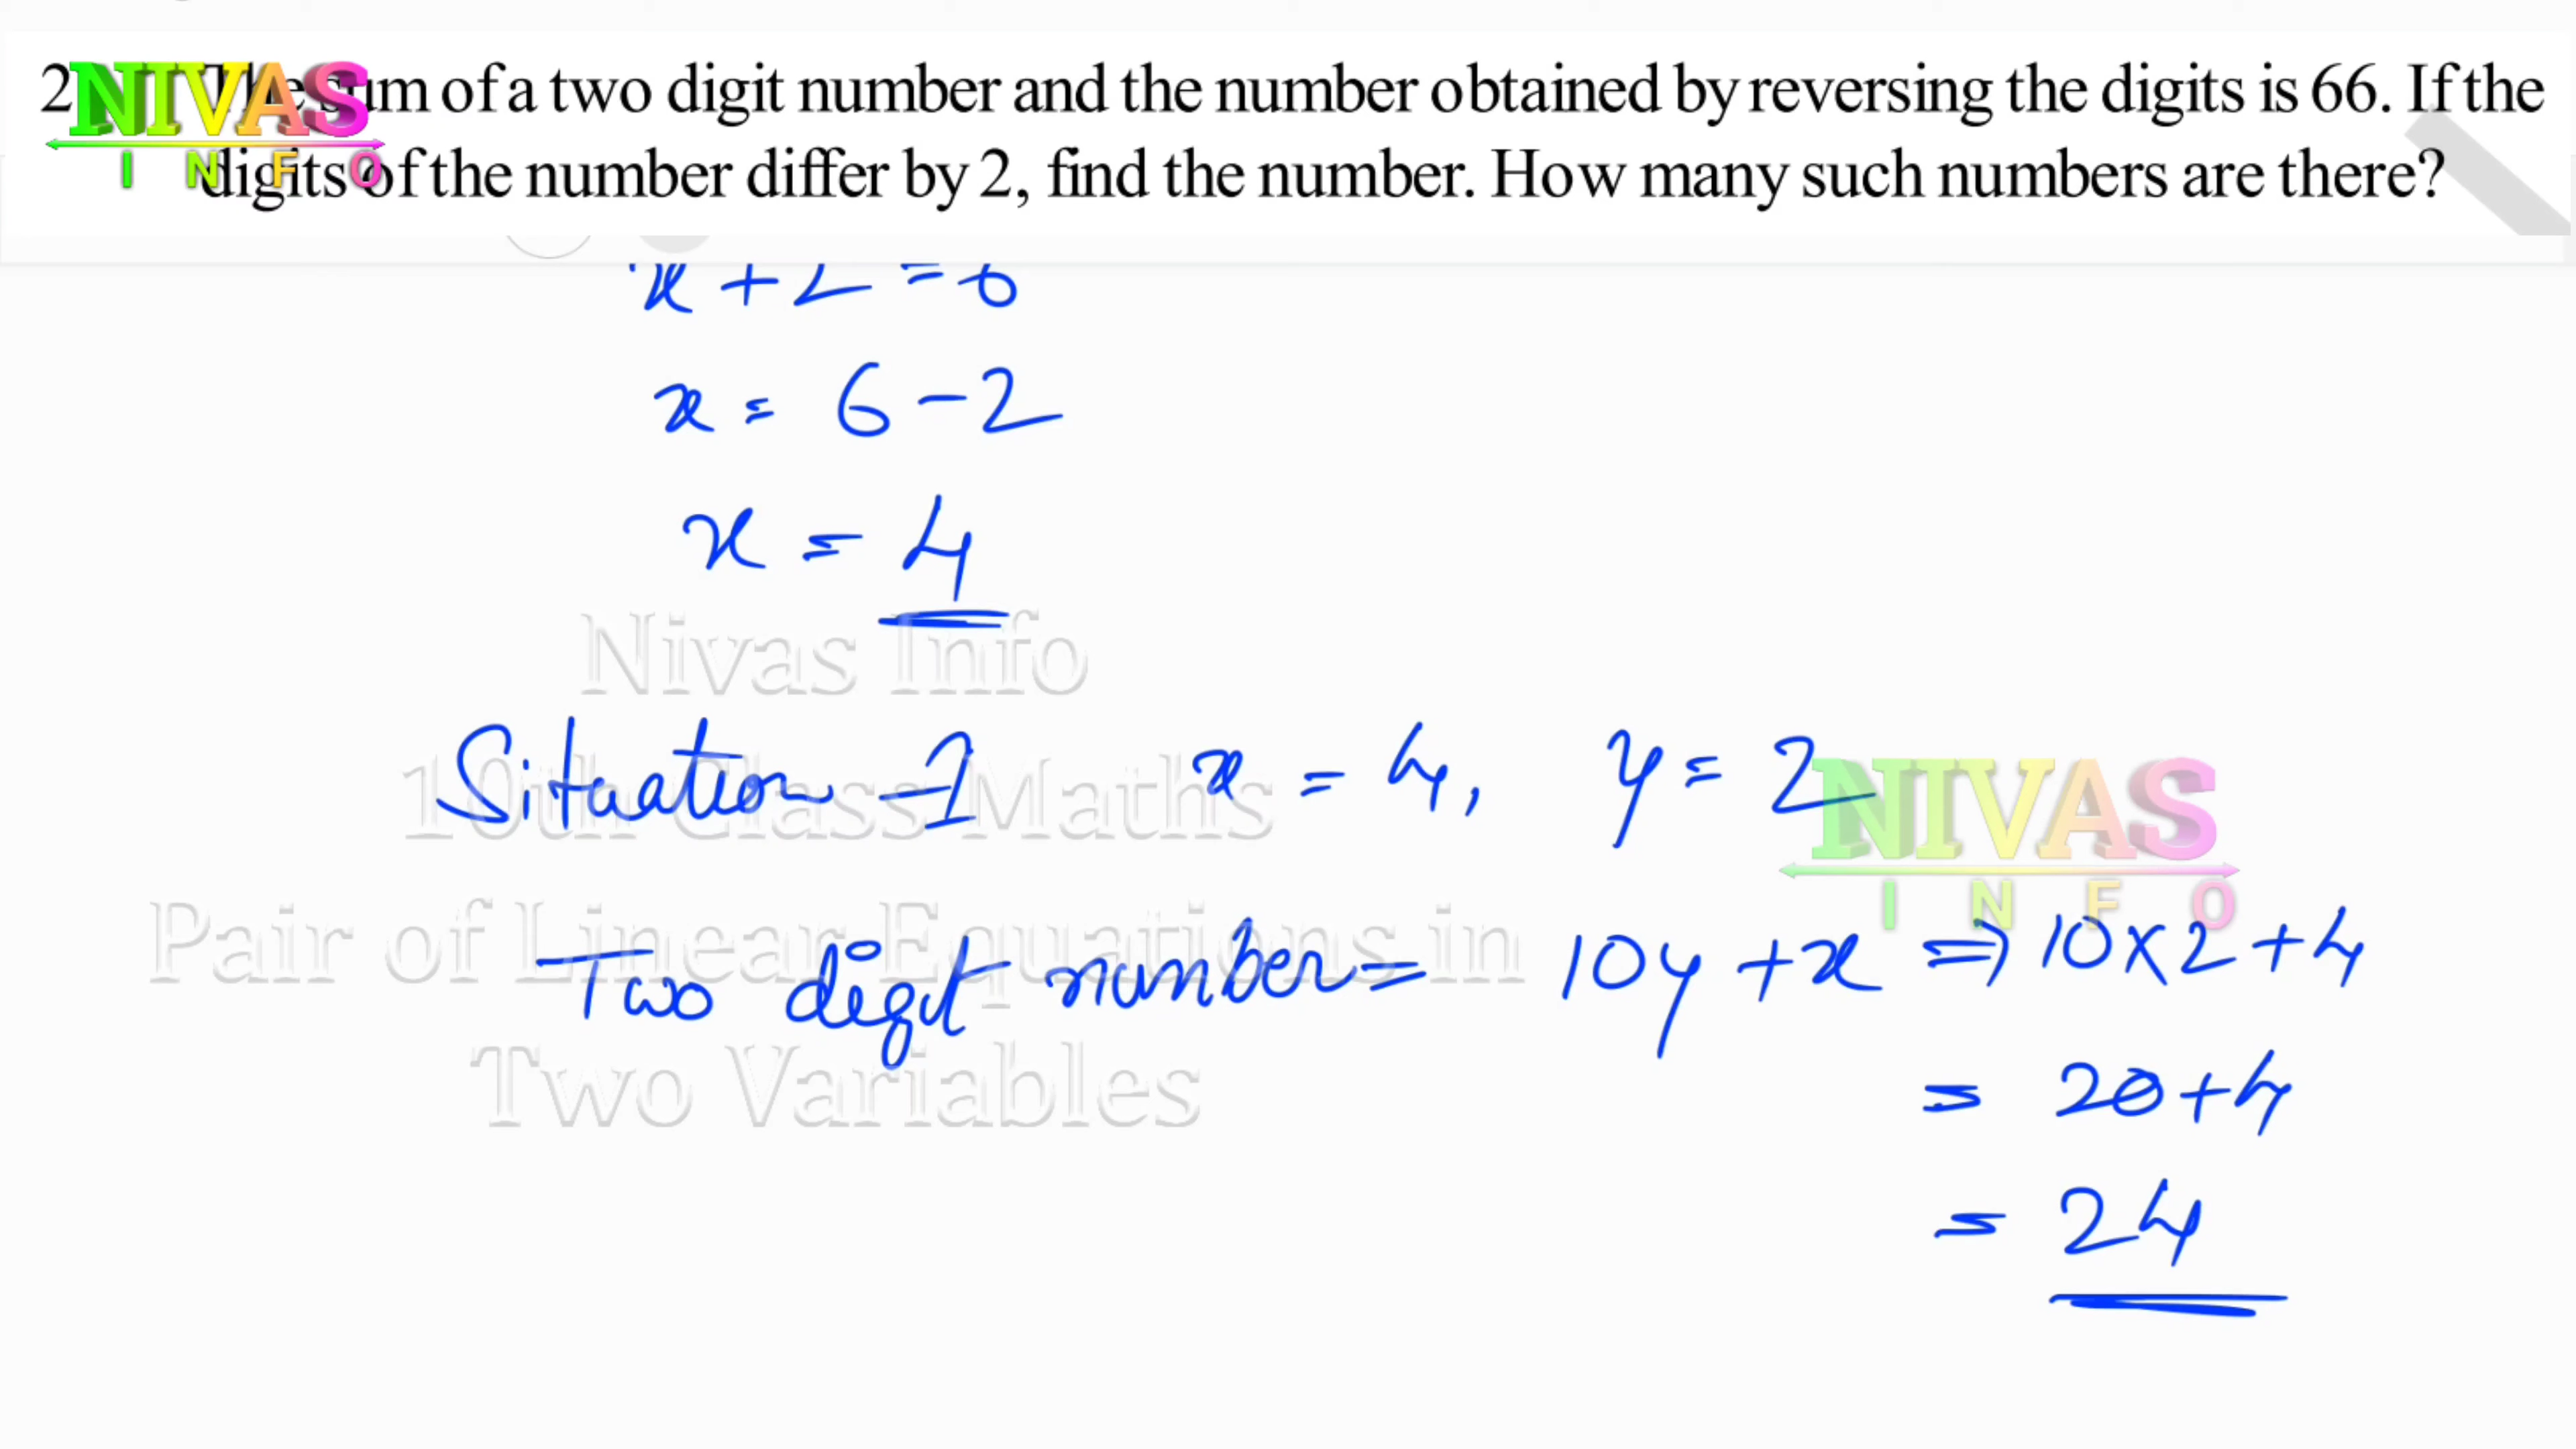 2 The sum of a two digit number and the number obtained by reversing the digits is 66. If the
digits of the number differ by 2, find the number. How many such numbers are there?
NIVAS
INFO
x + 2 = 6
x = 6 - 2
x = 4
Nivas Info
10th Class Maths
Pair of Linear Equations in
Two Variables
Situation - 1 x = 4, y = 2
NIVAS
INFO
Two digit number = 10y + x ⇒ 10 × 2 + 4
= 20 + 4
= 24